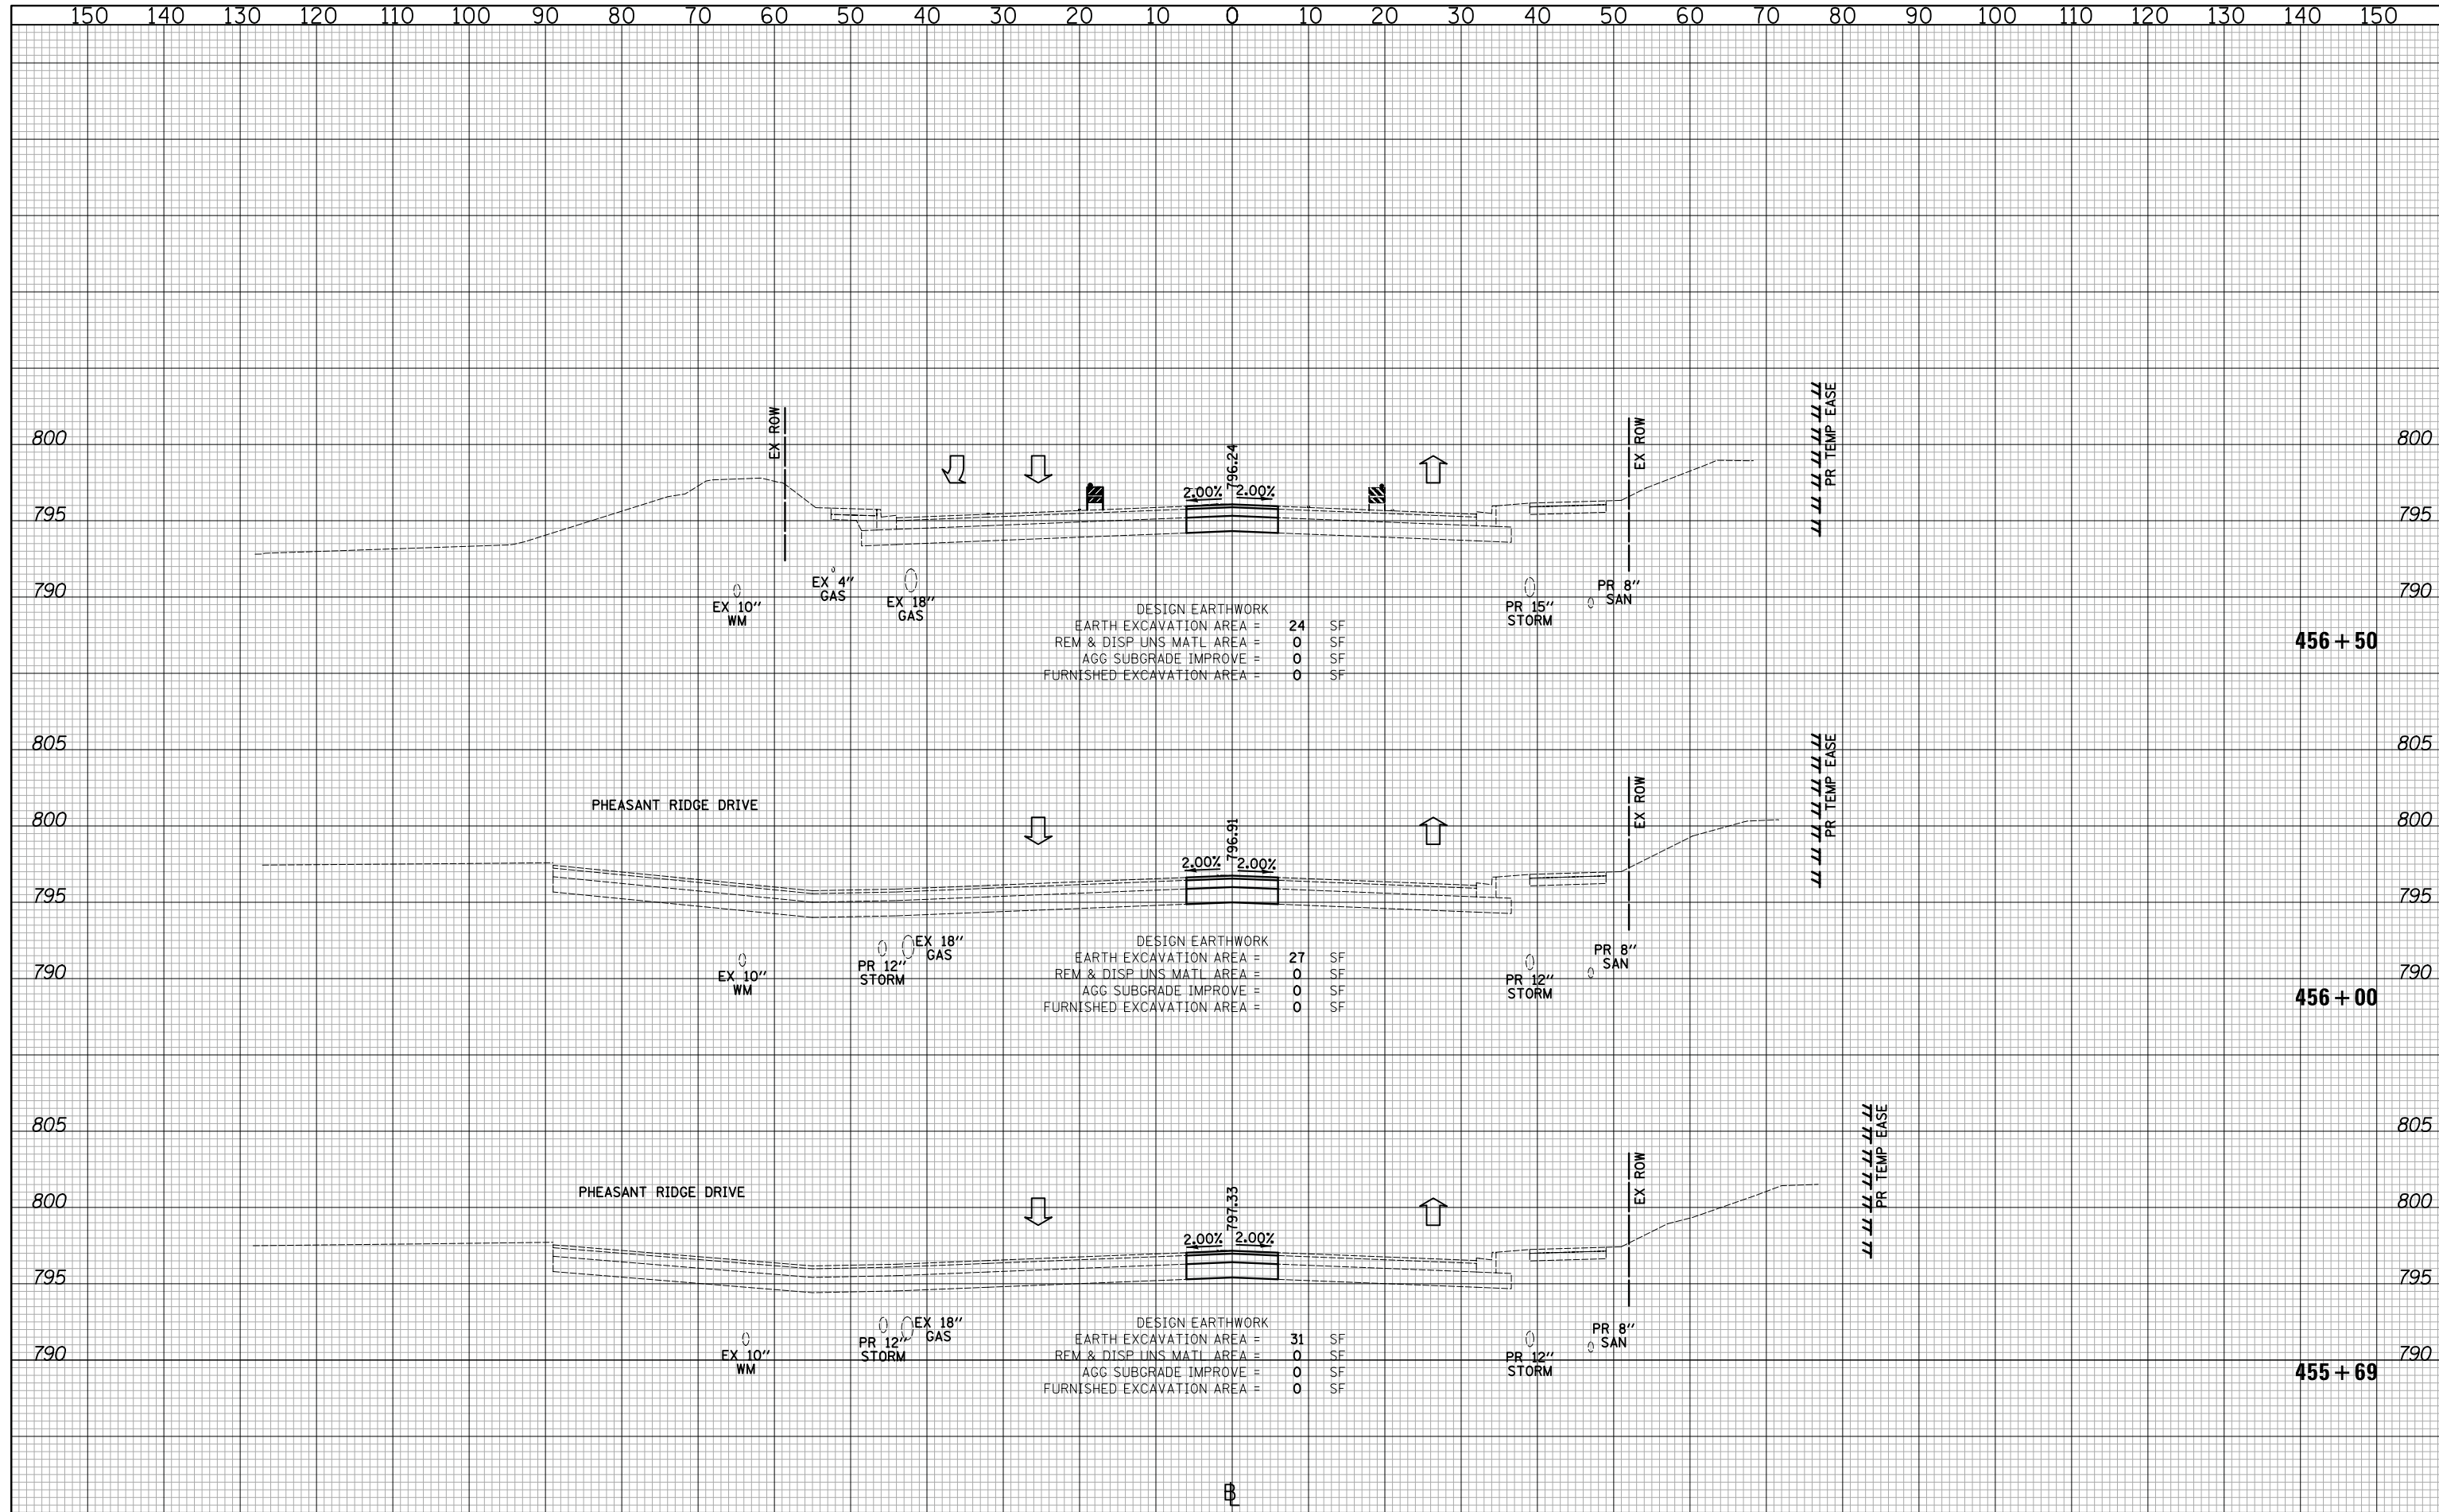 150 140 130 120 110 100 90 80 70 60 50 40 30 20 10 0 10 20 30 40 50 60 70 80 90 100 110 120 130 140 150
EX ROW
796.24
EX ROW
PR TEMP EASE
800 800
2.00% 2.00%
795 795
790 790
EX 10"
WM
EX 4"
GAS
EX 18"
GAS
PR 15"
STORM
PR 8"
SAN
DESIGN EARTHWORK
EARTH EXCAVATION AREA = 24 SF
REM & DISP UNS MATL AREA = 0 SF
AGG SUBGRADE IMPROVE = 0 SF
FURNISHED EXCAVATION AREA = 0 SF
456+50
805 805
PR TEMP EASE
PHEASANT RIDGE DRIVE
796.91
EX ROW
800 800
2.00% 2.00%
795 795
790 790
EX 10"
WM
PR 12"
STORM
EX 18"
GAS
PR 12"
STORM
PR 8"
SAN
DESIGN EARTHWORK
EARTH EXCAVATION AREA = 27 SF
REM & DISP UNS MATL AREA = 0 SF
AGG SUBGRADE IMPROVE = 0 SF
FURNISHED EXCAVATION AREA = 0 SF
456+00
805 805
PR TEMP EASE
PHEASANT RIDGE DRIVE
797.33
EX ROW
800 800
2.00% 2.00%
795 795
790 790
EX 10"
WM
PR 12"
STORM
EX 18"
GAS
PR 12"
STORM
PR 8"
SAN
DESIGN EARTHWORK
EARTH EXCAVATION AREA = 31 SF
REM & DISP UNS MATL AREA = 0 SF
AGG SUBGRADE IMPROVE = 0 SF
FURNISHED EXCAVATION AREA = 0 SF
455+69
BL